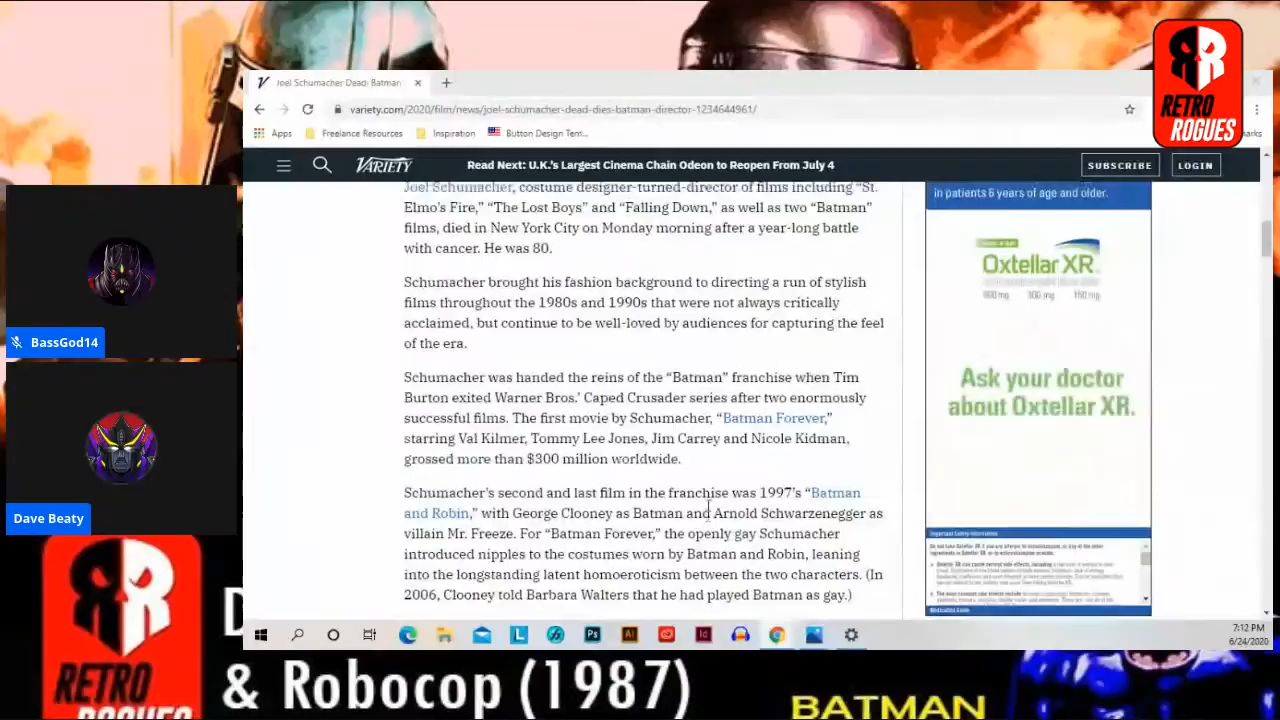 Joel Schumacher Dead: Batman
variety.com/2020/film/news/joel-schumacher-dead-dies-batman-director-1234644961/
Apps
Freelance Resources
Inspiration
Button Design Tem...
RETRO
ROGUES
VARIETY
Read Next: U.K.'s Largest Cinema Chain Odeon to Reopen From July 4
SUBSCRIBE
LOGIN
Joel Schumacher, costume designer-turned-director of films including “St.
Elmo’s Fire,” “The Lost Boys” and “Falling Down,” as well as two “Batman”
films, died in New York City on Monday morning after a year-long battle
with cancer. He was 80.
Schumacher brought his fashion background to directing a run of stylish
films throughout the 1980s and 1990s that were not always critically
acclaimed, but continue to be well-loved by audiences for capturing the feel
of the era.
Schumacher was handed the reins of the “Batman” franchise when Tim
Burton exited Warner Bros.’ Caped Crusader series after two enormously
successful films. The first movie by Schumacher, “Batman Forever,”
starring Val Kilmer, Tommy Lee Jones, Jim Carrey and Nicole Kidman,
grossed more than $300 million worldwide.
Schumacher’s second and last film in the franchise was 1997’s “Batman
and Robin,” with George Clooney as Batman and Arnold Schwarzenegger as
villain Mr. Freeze. For “Batman Forever,” the openly gay Schumacher
introduced nipples to the costumes worn by Batman and Robin, leaning
into the longstanding latent homoeroticism between the two characters. (In
2006, Clooney told Barbara Walters that he had played Batman as gay.)
in patients 6 years of age and older.
Oxtellar XR
Ask your doctor
about Oxtellar XR.
Important Safety Information
Medication Guide
BassGod14
Dave Beaty
7:12 PM
6/24/2020
RETRO
ROGUES
& Robocop (1987)
BATMAN